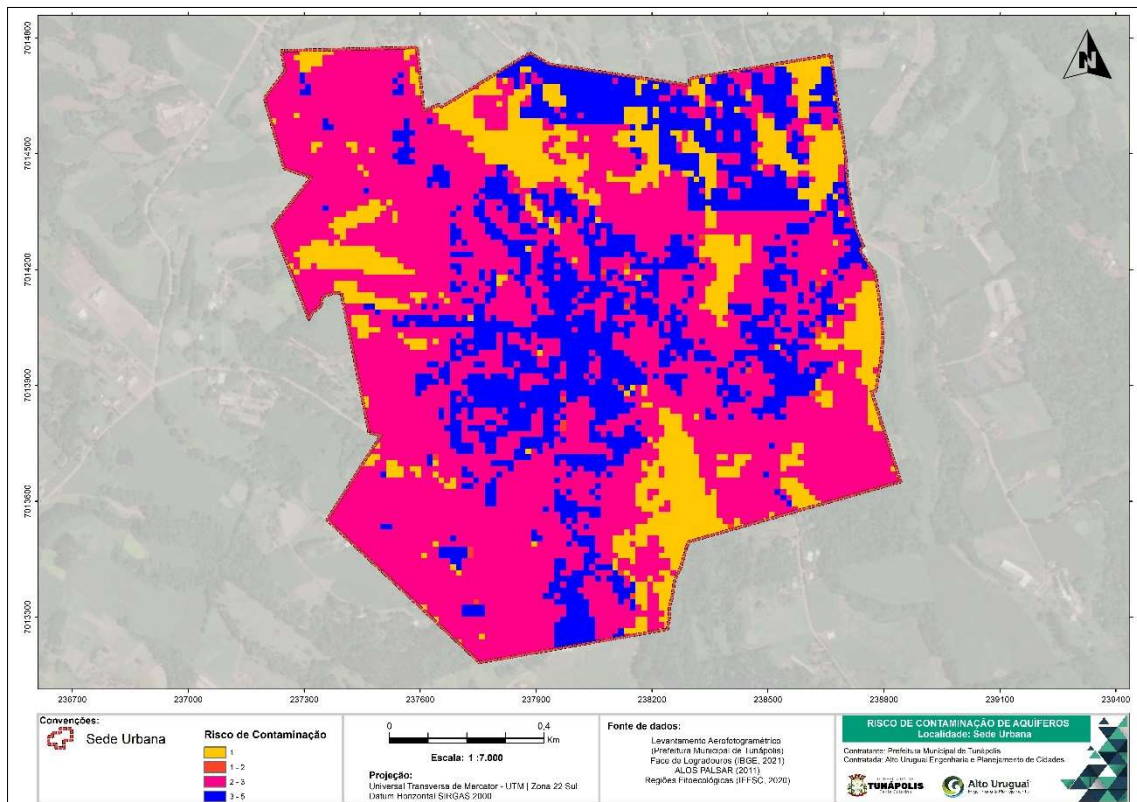 7014800
7014500
7014200
7013900
7013600
7013300
N
236700
237000
237300
237600
237900
238200
238500
238800
239100
239400
Convenções:
Sede Urbana
Risco de Contaminação
1
1 - 2
2 - 3
3 - 5
0
0,4
Km
Escala: 1 :7.000
Projeção:
Universal Transversa de Mercator - UTM | Zona 22 Sul
Datum Horizontal SIRGAS 2000
Fonte de dados:
Levantamento Aerofotogramétrico
(Prefeitura Municipal de Tunápolis)
Face de Logradouros (IBGE, 2021)
ALOS PALSAR (2011)
Regiões Fitoecológicas (IFFSC, 2020)
RISCO DE CONTAMINAÇÃO DE AQUÍFEROS
Localidade: Sede Urbana
Contratante: Prefeitura Municipal de Tunápolis
Contratada: Alto Uruguai Engenharia e Planejamento de Cidades
TUNÁPOLIS
Alto Uruguai